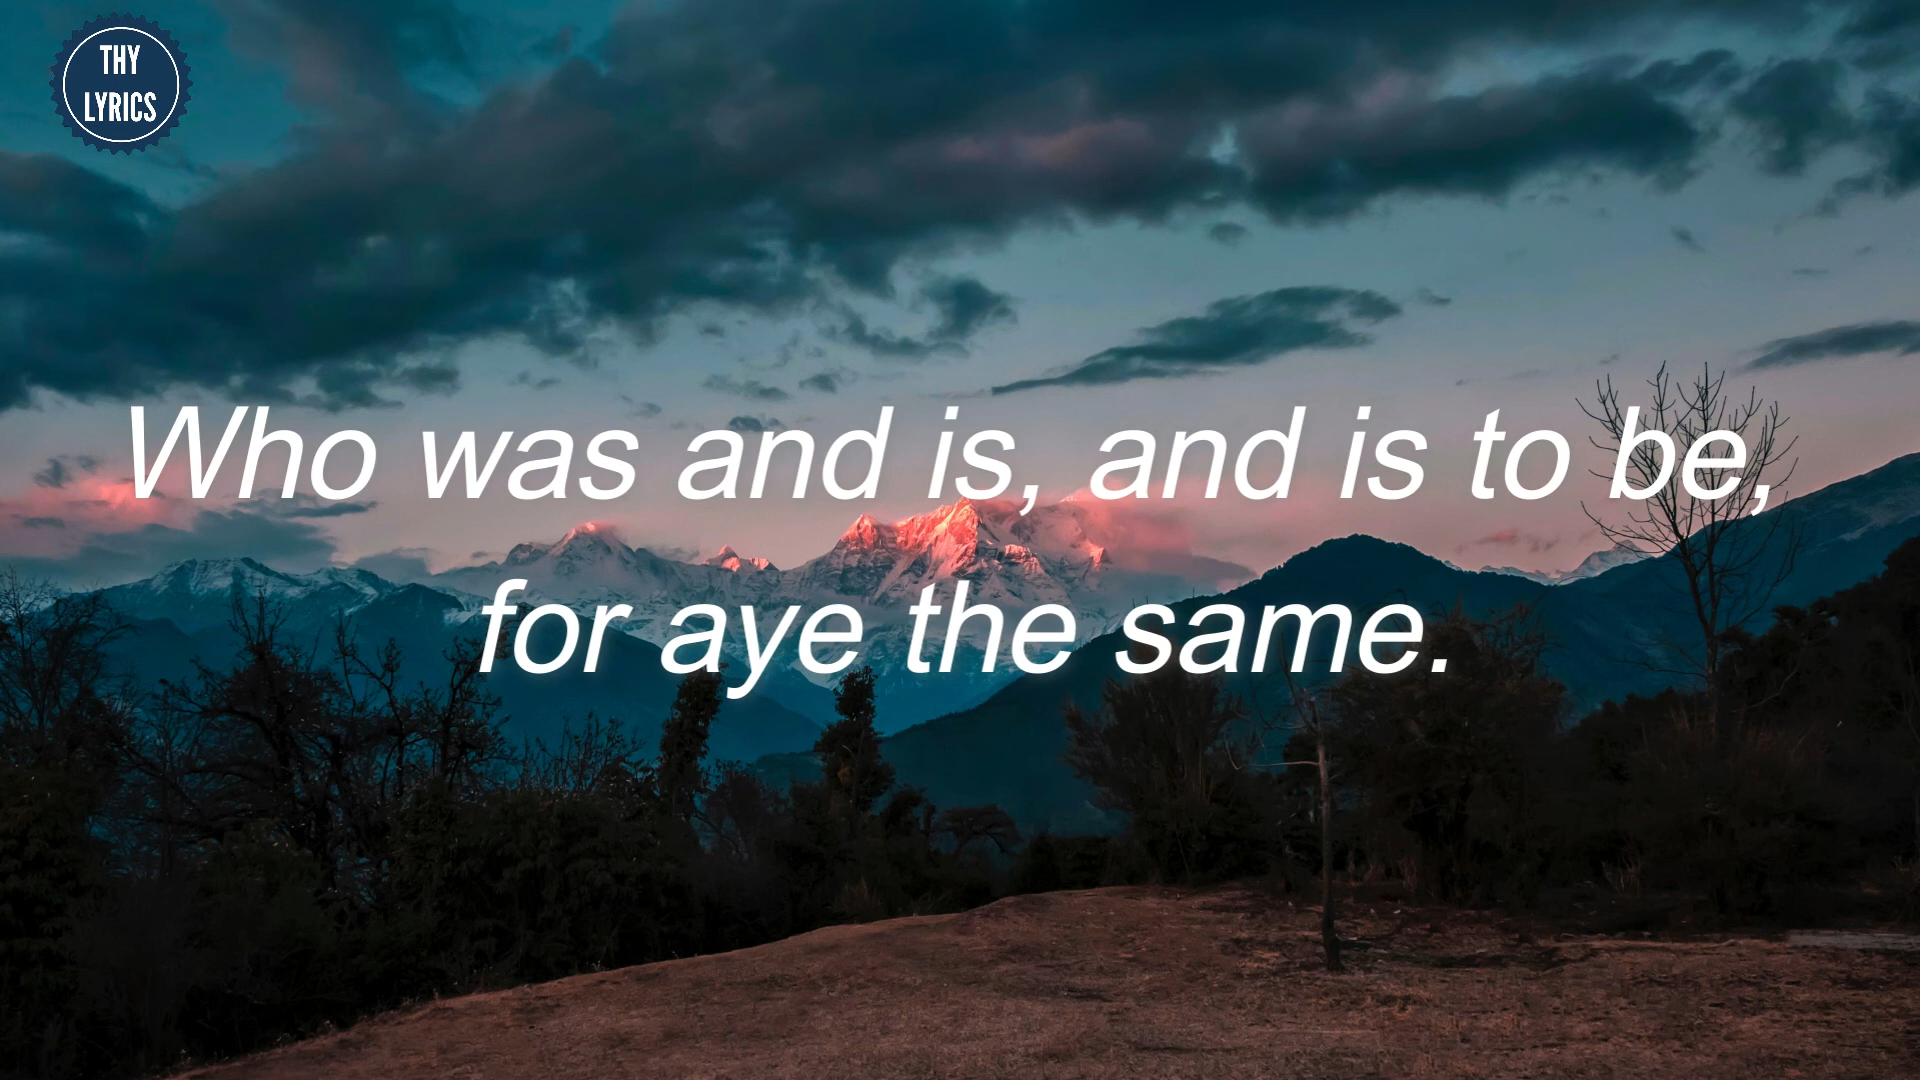 THY
LYRICS
Who was and is, and is to be,
for aye the same.